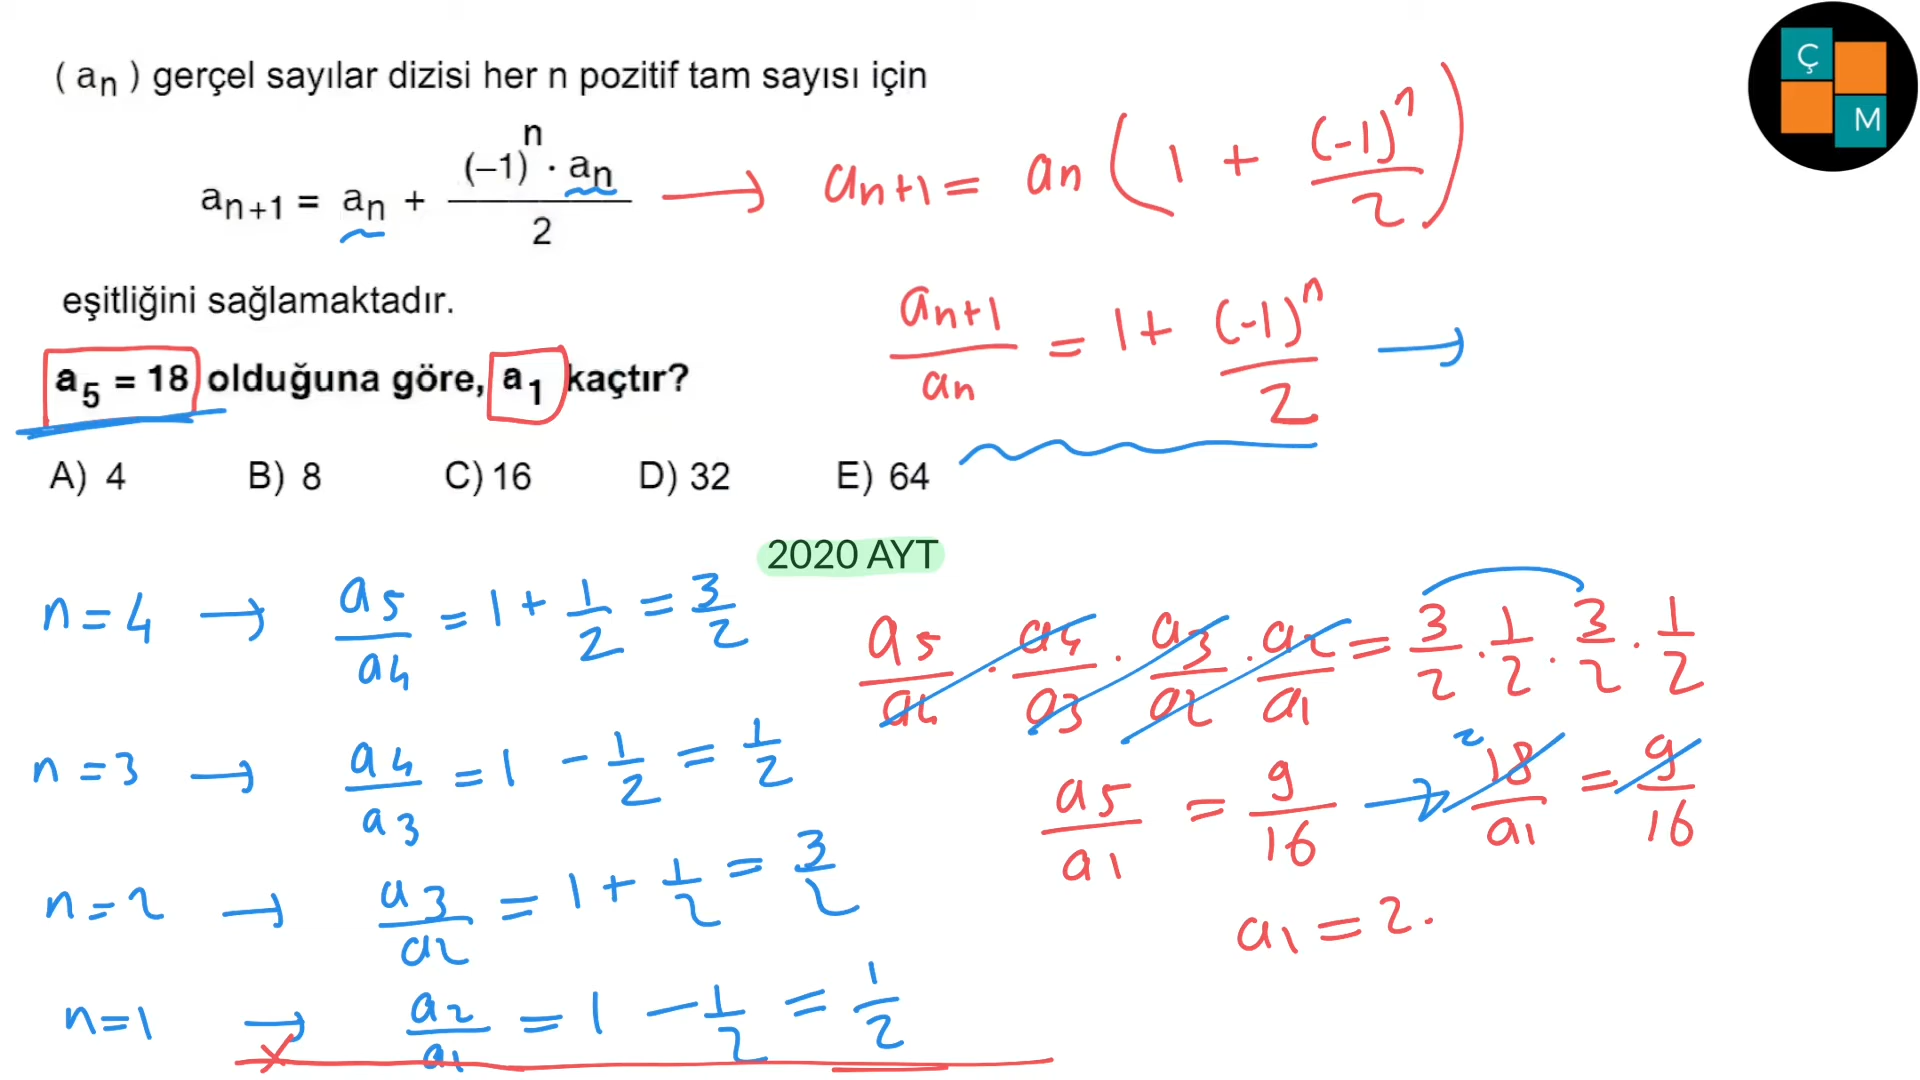 Ç
M
( aₙ ) gerçel sayılar dizisi her n pozitif tam sayısı için
aₙ₊₁ = aₙ + ((–1)ⁿ · aₙ)/2 → aₙ₊₁ = aₙ (1 + (-1)ⁿ/2)
eşitliğini sağlamaktadır.
aₙ₊₁/aₙ = 1 + (-1)ⁿ/2 →
a₅ = 18 olduğuna göre, a₁ kaçtır?
A) 4 B) 8 C) 16 D) 32 E) 64
2020 AYT
n=4 → a₅/a₄ = 1 + 1/2 = 3/2
n=3 → a₄/a₃ = 1 - 1/2 = 1/2
n=2 → a₃/a₂ = 1 + 1/2 = 3/2
n=1 → a₂/a₁ = 1 - 1/2 = 1/2
x
a₅/a₄ · a₄/a₃ · a₃/a₂ · a₂/a₁ = 3/2 · 1/2 · 3/2 · 1/2
a₅/a₁ = 9/16 → 2 18/a₁ = 9/16
a₁ = 2.